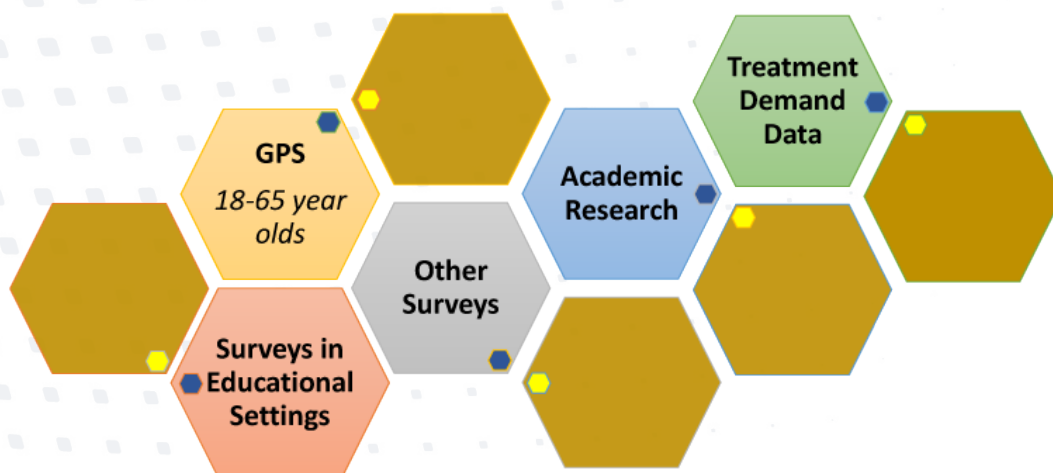 GPS
18-65 year
olds
Surveys in
Educational
Settings
Other
Surveys
Academic
Research
Treatment
Demand
Data